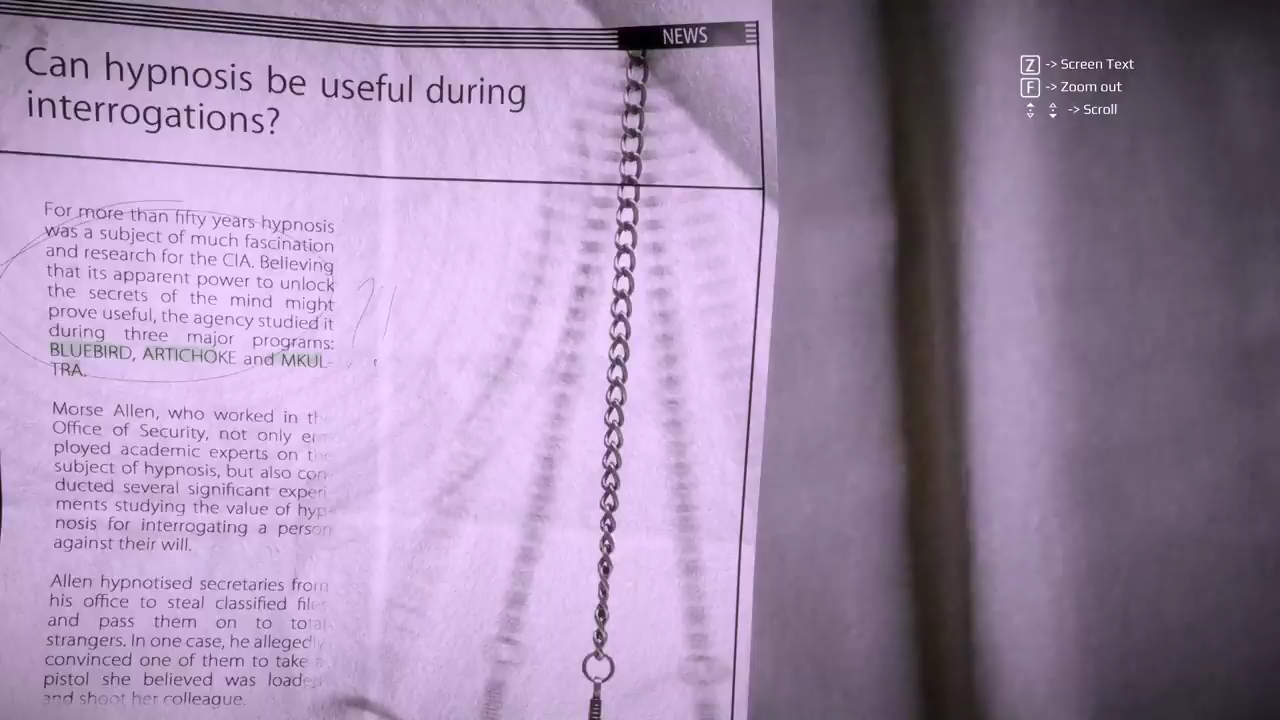 NEWS
Can hypnosis be useful during
interrogations?
Z -> Screen Text
F -> Zoom out
-> Scroll
For more than fifty years hypnosis
was a subject of much fascination
and research for the CIA. Believing
that its apparent power to unlock
the secrets of the mind might
prove useful, the agency studied it
during three major programs:
BLUEBIRD, ARTICHOKE and MKUL-
TRA.
Morse Allen, who worked in the
Office of Security, not only em-
ployed academic experts on the
subject of hypnosis, but also con-
ducted several significant experi-
ments studying the value of hyp-
nosis for interrogating a person
against their will.
Allen hypnotised secretaries from
his office to steal classified files
and pass them on to total
strangers. In one case, he allegedly
convinced one of them to take a
pistol she believed was loaded
and shoot her colleague.